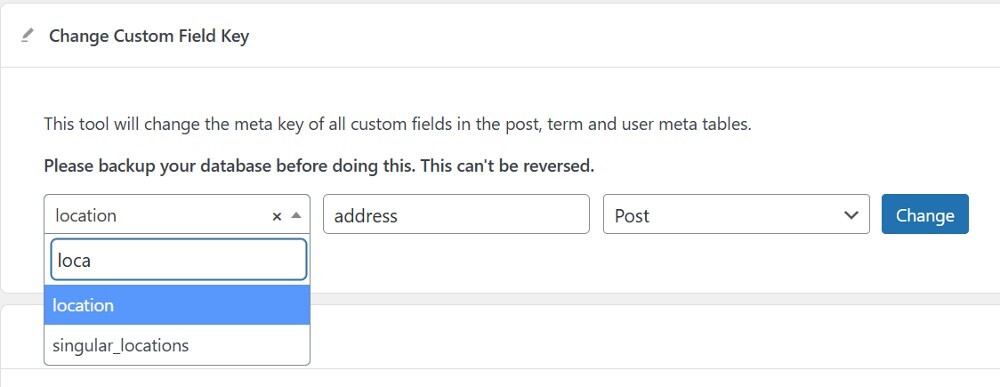 Change Custom Field Key
This tool will change the meta key of all custom fields in the post, term and user meta tables.
Please backup your database before doing this. This can't be reversed.
location × address Post Change
loca
location
singular_locations